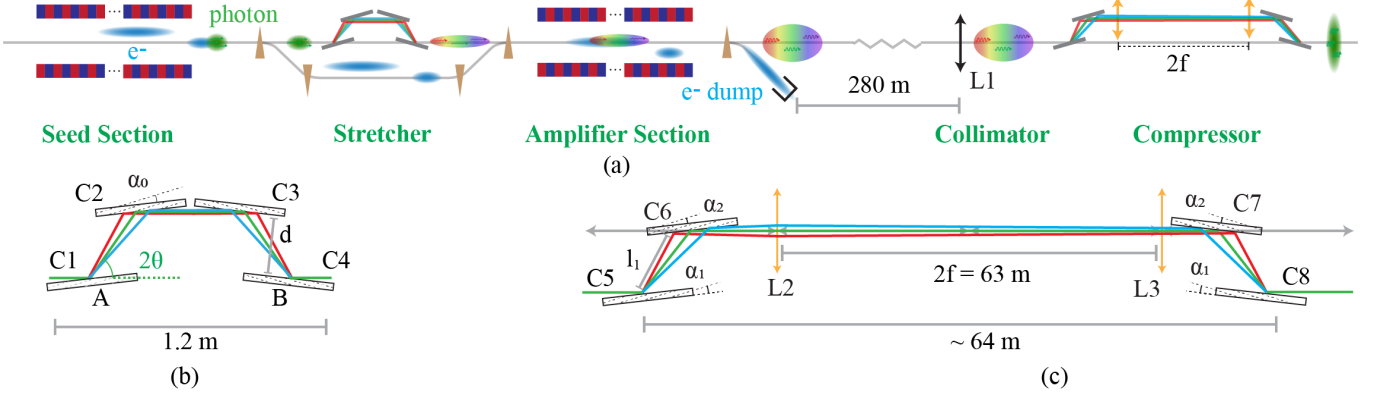 photon
e-
e- dump
280 m
L1
2f
Seed Section
Stretcher
Amplifier Section
Collimator
Compressor
(a)
C2
α₀
C3
d
C1
2θ
C4
A
B
1.2 m
(b)
C6
α₂
α₂
C7
l₁
C5
α₁
2f = 63 m
α₁
C8
L2
L3
~ 64 m
(c)